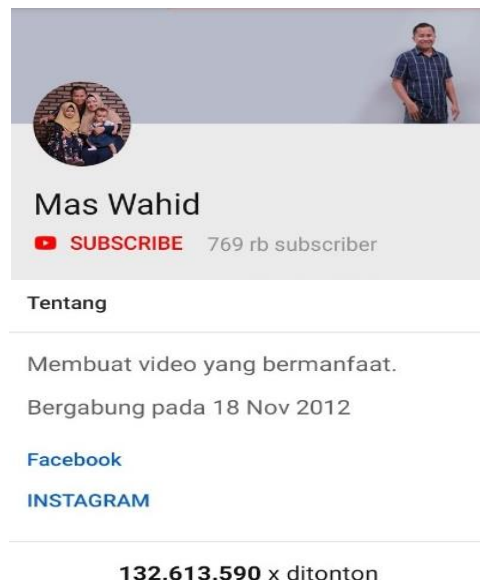 Mas Wahid
SUBSCRIBE 769 rb subscriber
Tentang
Membuat video yang bermanfaat.
Bergabung pada 18 Nov 2012
Facebook
INSTAGRAM
132.613.590 x ditonton